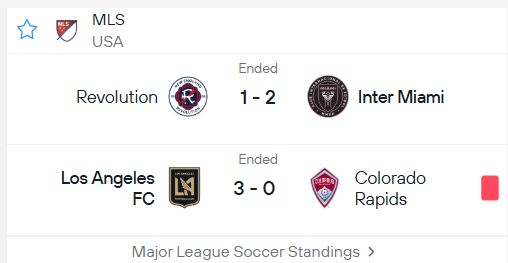 MLS
USA
Ended
Revolution 1 - 2 Inter Miami
Ended
Los Angeles FC 3 - 0 Colorado Rapids
Major League Soccer Standings >